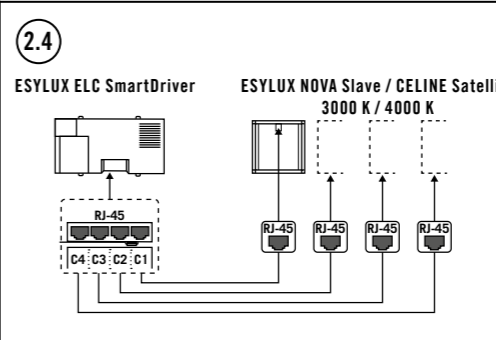 2.4
ESYLUX ELC SmartDriver
ESYLUX NOVA Slave / CELINE Satelli
3000 K / 4000 K
RJ-45
C4 C3 C2 C1
RJ-45 RJ-45 RJ-45 RJ-45